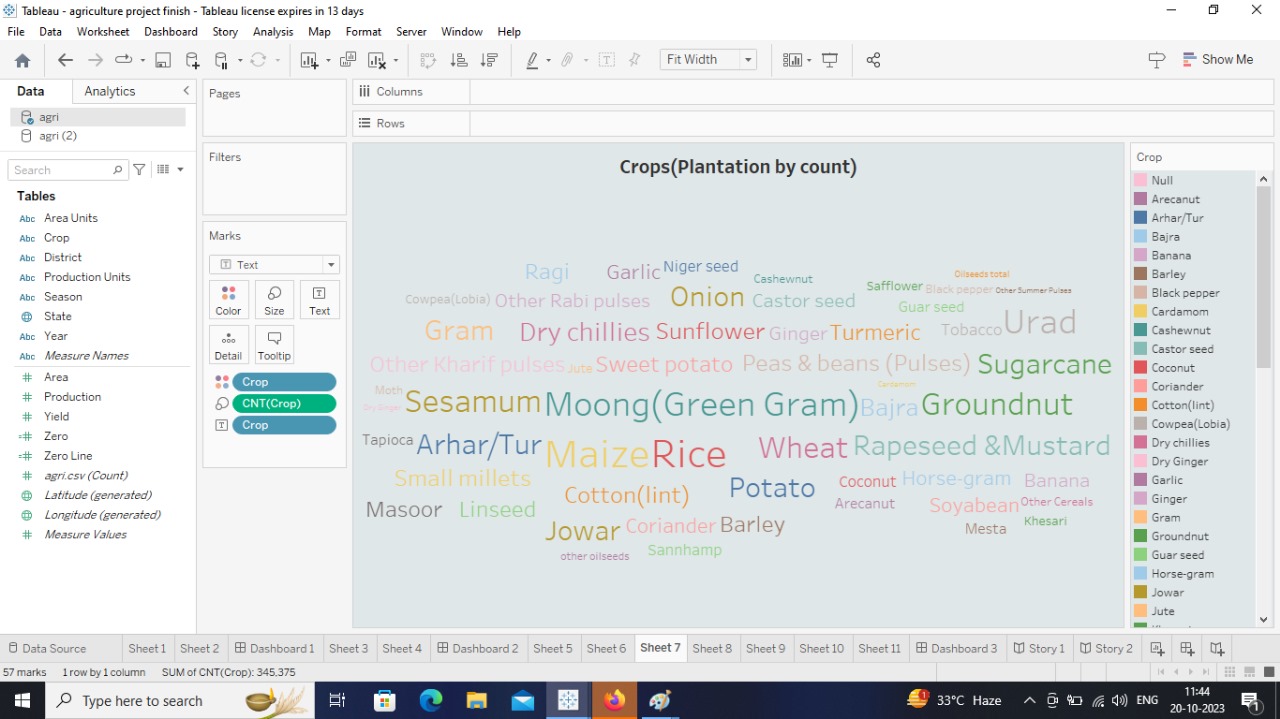 Tableau - agriculture project finish - Tableau license expires in 13 days
File Data Worksheet Dashboard Story Analysis Map Format Server Window Help
Fit Width
Show Me
Data Analytics
agri
agri (2)
Search
Tables
Abc Area Units
Abc Crop
Abc District
Abc Production Units
Abc Season
State
Abc Year
Abc Measure Names
Area
Production
Yield
Zero
Zero Line
agri.csv (Count)
Latitude (generated)
Longitude (generated)
Measure Values
Pages
Filters
Marks
Text
Color Size Text
Detail Tooltip
Crop
CNT(Crop)
Crop
Columns
Rows
Crops(Plantation by count)
Ragi Garlic Niger seed Cashewnut Oilseeds total
Cowpea(Lobia) Other Rabi pulses Onion Castor seed Safflower Black pepper Other Summer Pulses
Guar seed
Gram Dry chillies Sunflower Ginger Turmeric Tobacco Urad
Other Kharif pulses Jute Sweet potato Peas & beans (Pulses) Sugarcane
Moth Cardamom
Dry Ginger Sesamum Moong(Green Gram) Bajra Groundnut
Tapioca Arhar/Tur Maize Rice Wheat Rapeseed &Mustard
Small millets Cotton(lint) Potato Coconut Horse-gram Banana
Masoor Linseed Arecanut Soyabean Other Cereals
Jowar Coriander Barley Mesta Khesari
other oilseeds Sannhamp
Crop
Null
Arecanut
Arhar/Tur
Bajra
Banana
Barley
Black pepper
Cardamom
Cashewnut
Castor seed
Coconut
Coriander
Cotton(lint)
Cowpea(Lobia)
Dry chillies
Dry Ginger
Garlic
Ginger
Gram
Groundnut
Guar seed
Horse-gram
Jowar
Jute
Data Source Sheet 1 Sheet 2 Dashboard 1 Sheet 3 Sheet 4 Dashboard 2 Sheet 5 Sheet 6 Sheet 7 Sheet 8 Sheet 9 Sheet 10 Sheet 11 Dashboard 3 Story 1 Story 2
57 marks 1 row by 1 column SUM of CNT(Crop): 345,375
Type here to search
33°C Haze
ENG
11:44
20-10-2023